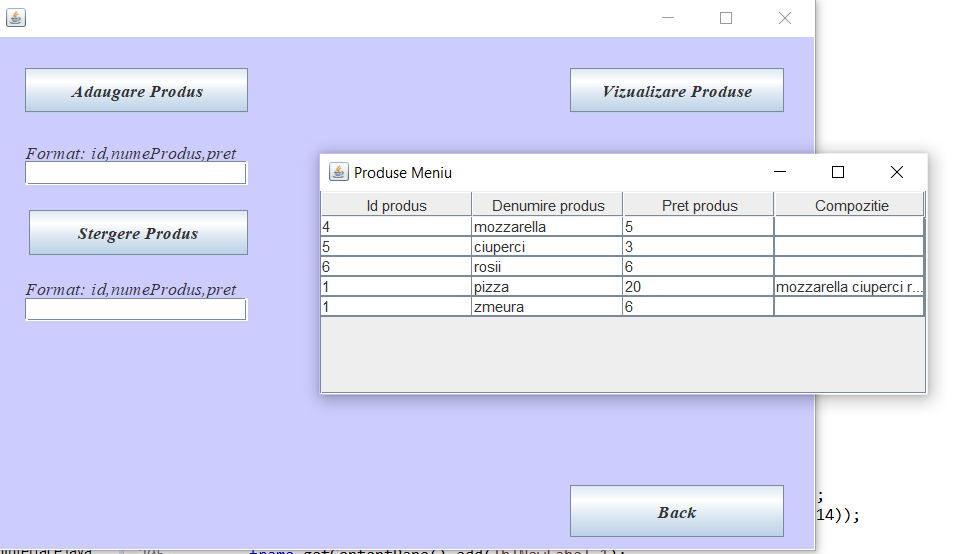 Adaugare Produs
Vizualizare Produse
Format: id,numeProdus,pret
Stergere Produs
Format: id,numeProdus,pret
Produse Meniu
Id produs Denumire produs Pret produs Compozitie
4 mozzarella 5
5 ciuperci 3
6 rosii 6
1 pizza 20 mozzarella ciuperci r...
1 zmeura 6
Back
;
14));